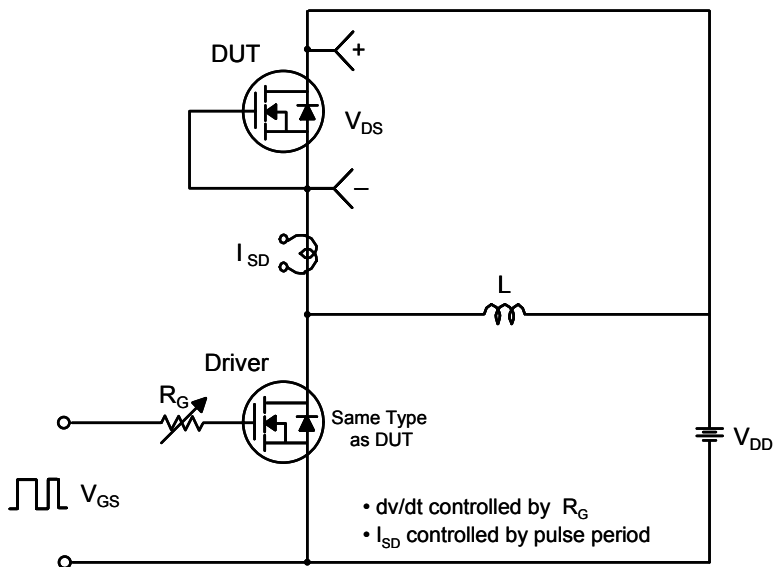 DUT
+
V_DS
–
I_SD
L
Driver
R_G
Same Type
as DUT
V_DD
V_GS
• dv/dt controlled by R_G
• I_SD controlled by pulse period